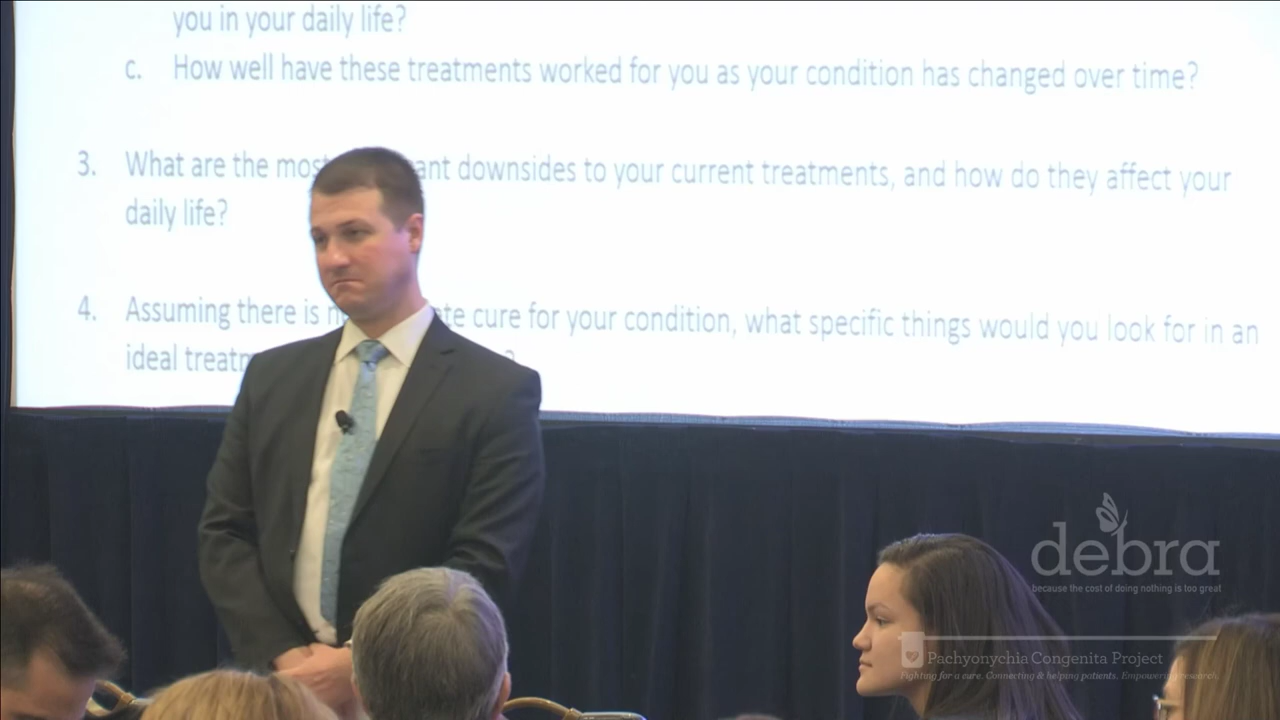 you in your daily life?
c. How well have these treatments worked for you as your condition has changed over time?
3. What are the most ant downsides to your current treatments, and how do they affect your
daily life?
4. Assuming there is n te cure for your condition, what specific things would you look for in an
ideal treatm ?
debra
because the cost of doing nothing is too great
Pachyonychia Congenita Project
Fighting for a cure. Connecting & helping patients. Empowering research.